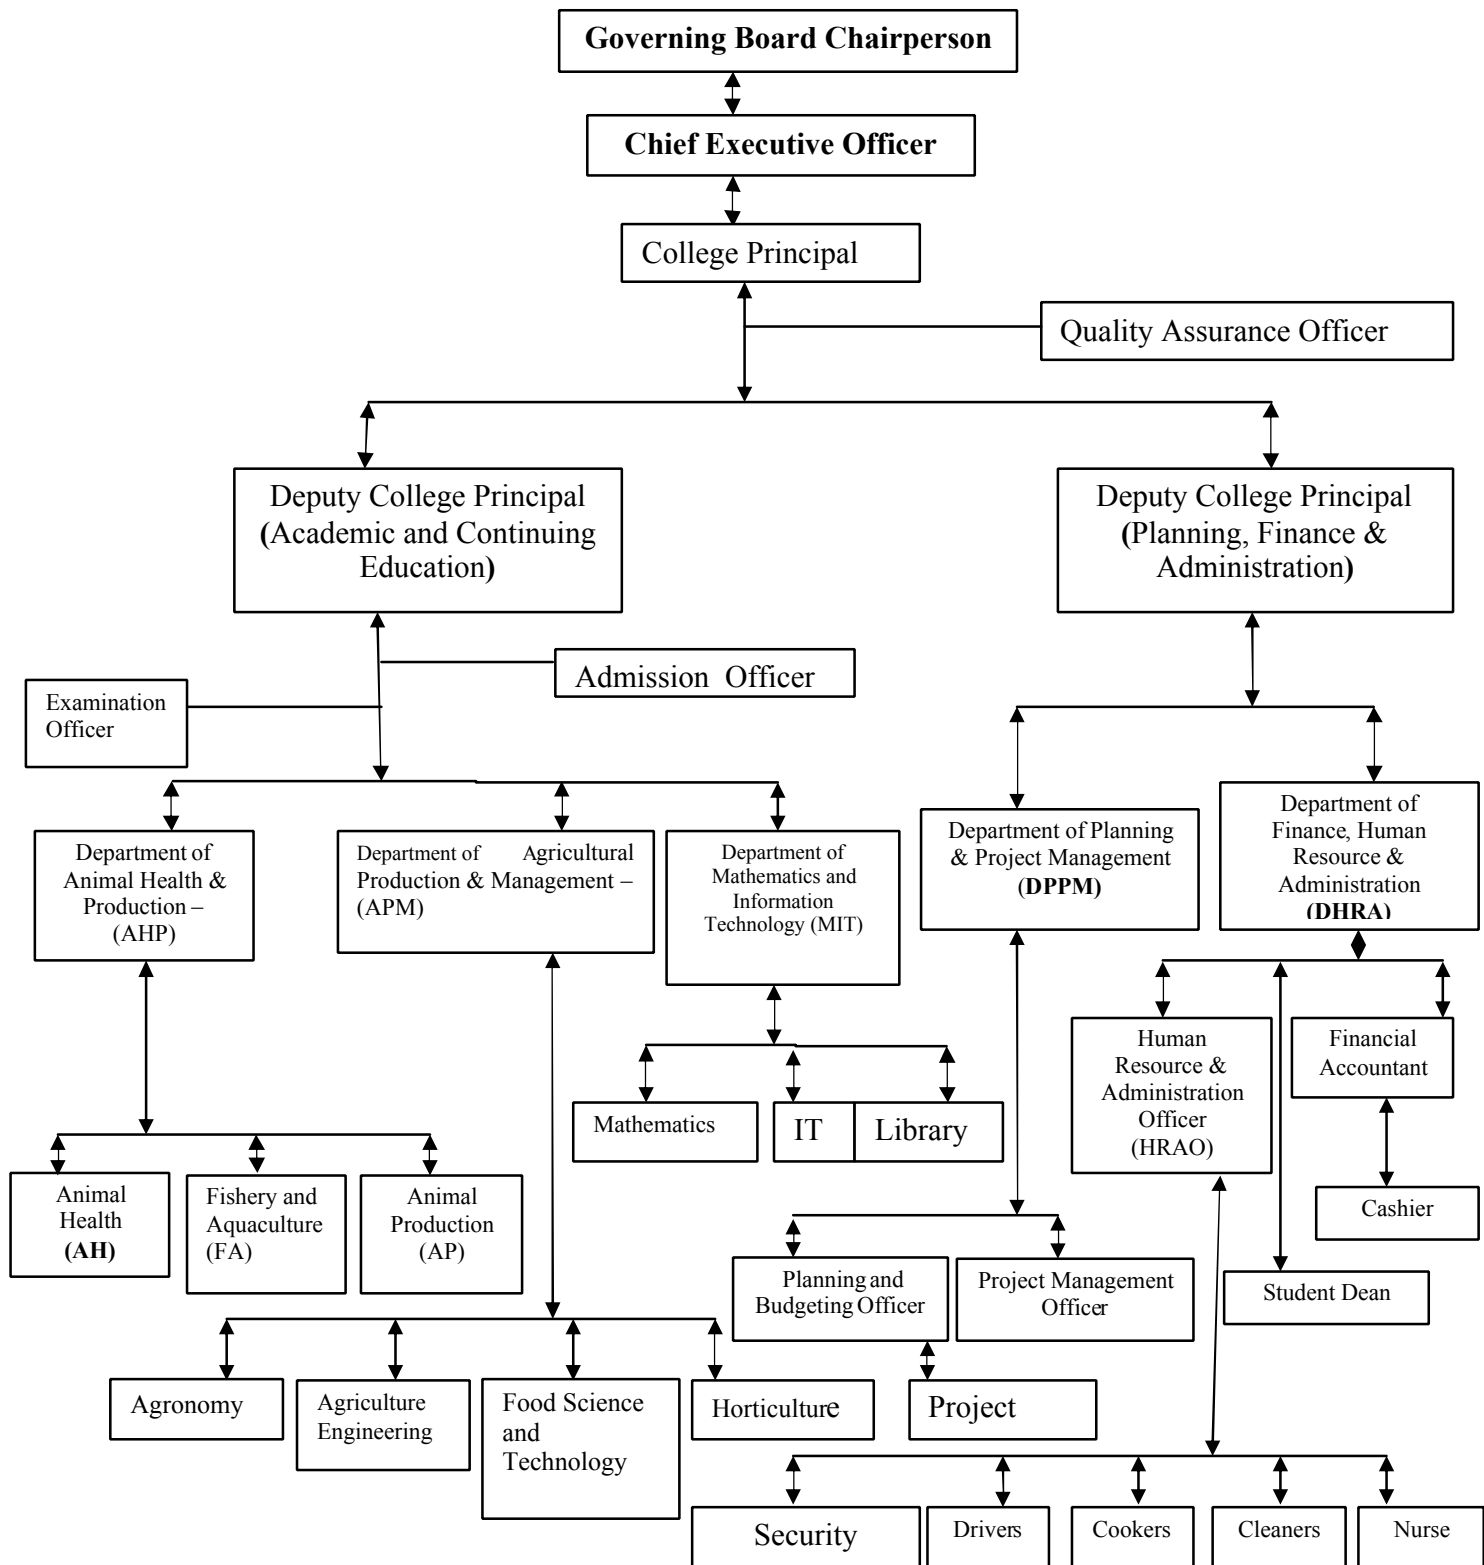 Governing Board Chairperson
Chief Executive Officer
College Principal
Quality Assurance Officer
Deputy College Principal
(Academic and Continuing
Education)
Deputy College Principal
(Planning, Finance &
Administration)
Admission Officer
Examination
Officer
Department of
Animal Health &
Production –
(AHP)
Department of Agricultural
Production & Management –
(APM)
Department of
Mathematics and
Information
Technology (MIT)
Department of Planning
& Project Management
(DPPM)
Department of
Finance, Human
Resource &
Administration
(DHRA)
Human
Resource &
Administration
Officer
(HRAO)
Financial
Accountant
Mathematics
IT
Library
Animal
Health
(AH)
Fishery and
Aquaculture
(FA)
Animal
Production
(AP)
Cashier
Planning and
Budgeting Officer
Project Management
Officer
Student Dean
Agronomy
Agriculture
Engineering
Food Science
and
Technology
Horticulture
Project
Security
Drivers
Cookers
Cleaners
Nurse